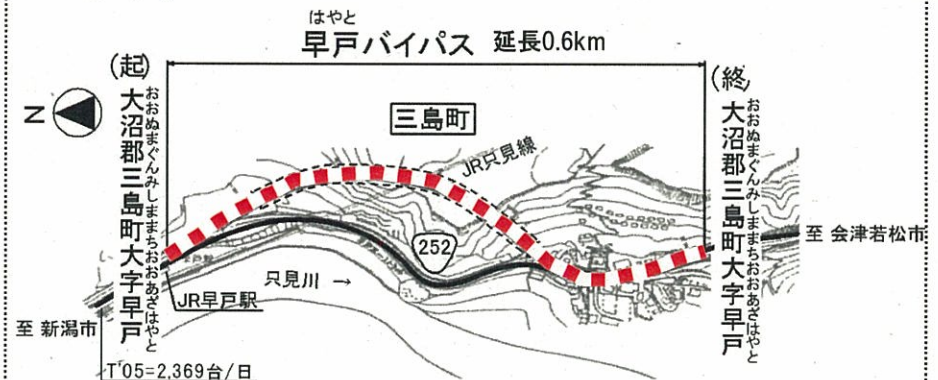 はやと
早戸バイパス 延長0.6km
(起)
大沼郡三島町大字早戸
おおぬまぐんみしままちおおあざはやと
(終)
大沼郡三島町大字早戸
おおぬまぐんみしままちおおあざはやと
N
三島町
JR只見線
252
至 会津若松市
只見川 →
JR早戸駅
至 新潟市
T'05=2,369台/日